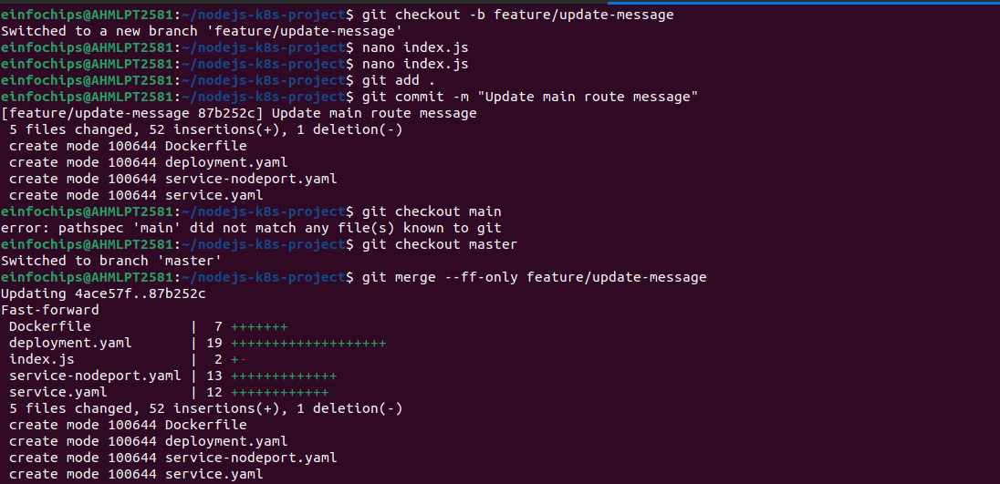 einfochips@AHMLPT2581:~/nodejs-k8s-project$ git checkout -b feature/update-message
Switched to a new branch 'feature/update-message'
einfochips@AHMLPT2581:~/nodejs-k8s-project$ nano index.js
einfochips@AHMLPT2581:~/nodejs-k8s-project$ nano index.js
einfochips@AHMLPT2581:~/nodejs-k8s-project$ git add .
einfochips@AHMLPT2581:~/nodejs-k8s-project$ git commit -m "Update main route message"
[feature/update-message 87b252c] Update main route message
 5 files changed, 52 insertions(+), 1 deletion(-)
 create mode 100644 Dockerfile
 create mode 100644 deployment.yaml
 create mode 100644 service-nodeport.yaml
 create mode 100644 service.yaml
einfochips@AHMLPT2581:~/nodejs-k8s-project$ git checkout main
error: pathspec 'main' did not match any file(s) known to git
einfochips@AHMLPT2581:~/nodejs-k8s-project$ git checkout master
Switched to branch 'master'
einfochips@AHMLPT2581:~/nodejs-k8s-project$ git merge --ff-only feature/update-message
Updating 4ace57f..87b252c
Fast-forward
 Dockerfile            |  7 +++++++
 deployment.yaml       | 19 +++++++++++++++++++
 index.js              |  2 +-
 service-nodeport.yaml | 13 +++++++++++++
 service.yaml          | 12 ++++++++++++
 5 files changed, 52 insertions(+), 1 deletion(-)
 create mode 100644 Dockerfile
 create mode 100644 deployment.yaml
 create mode 100644 service-nodeport.yaml
 create mode 100644 service.yaml